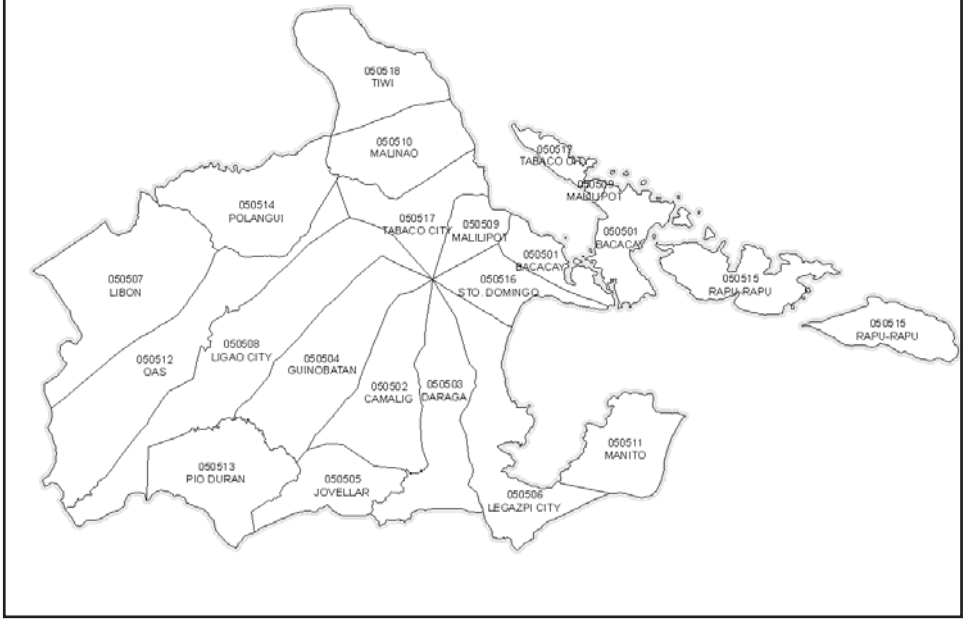 050518
TIWI
050510
MALINAO
050517
TABACO CITY
050509
MALILIPOT
050514
POLANGUI
050517
TABACO CITY
050509
MALILIPOT
050501
BACACAY
050501
BACACAY
050507
LIBON
050516
STO. DOMINGO
050515
RAPU-RAPU
050515
RAPU-RAPU
050512
OAS
050508
LIGAO CITY
050504
GUINOBATAN
050502
CAMALIG
050503
DARAGA
050511
MANITO
050513
PIO DURAN
050505
JOVELLAR
050506
LEGAZPI CITY